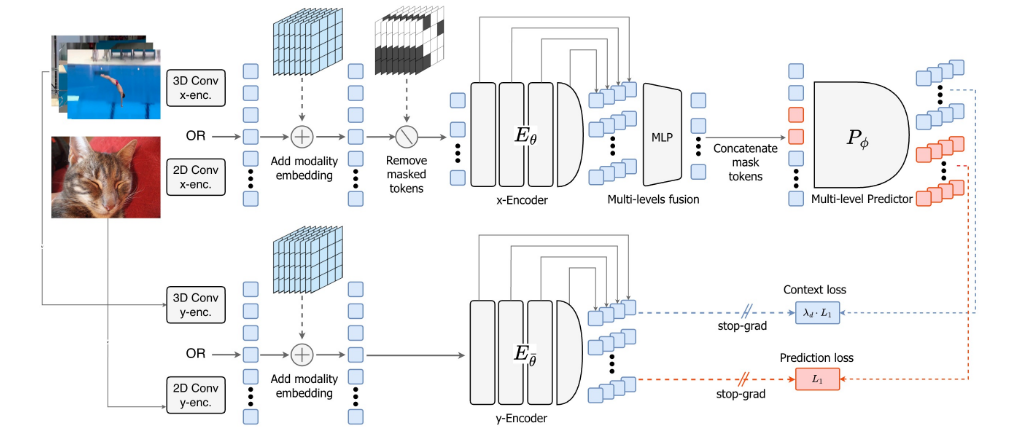 3D Conv
x-enc.
OR
2D Conv
x-enc.
Add modality
embedding
Remove
masked
tokens
E_θ
x-Encoder
MLP
Multi-levels fusion
Concatenate
mask
tokens
P_ϕ
Multi-level Predictor
3D Conv
y-enc.
OR
2D Conv
y-enc.
Add modality
embedding
E_θ̄
y-Encoder
stop-grad
Context loss
λ_d · L_1
stop-grad
Prediction loss
L_1